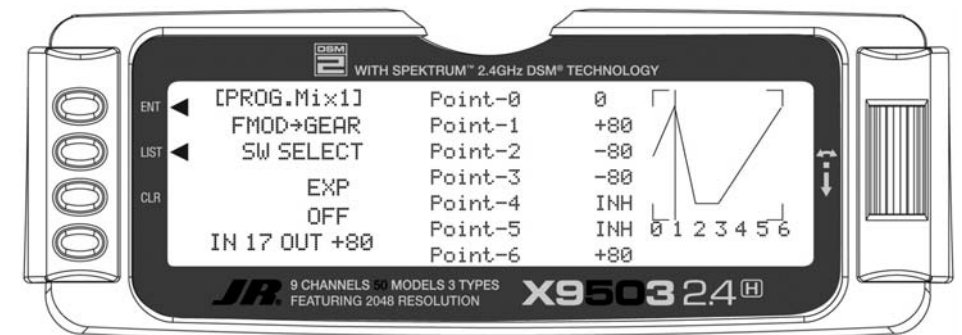 DSM
2
WITH SPEKTRUM™ 2.4GHz DSM® TECHNOLOGY
ENT
LIST
CLR
[PROG.Mix1]
FMOD→GEAR
SW SELECT
EXP
OFF
IN 17 OUT +80
Point-0 0
Point-1 +80
Point-2 -80
Point-3 -80
Point-4 INH
Point-5 INH
Point-6 +80
0 1 2 3 4 5 6
JR. 9 CHANNELS 50 MODELS 3 TYPES
FEATURING 2048 RESOLUTION
X9503 2.4 H